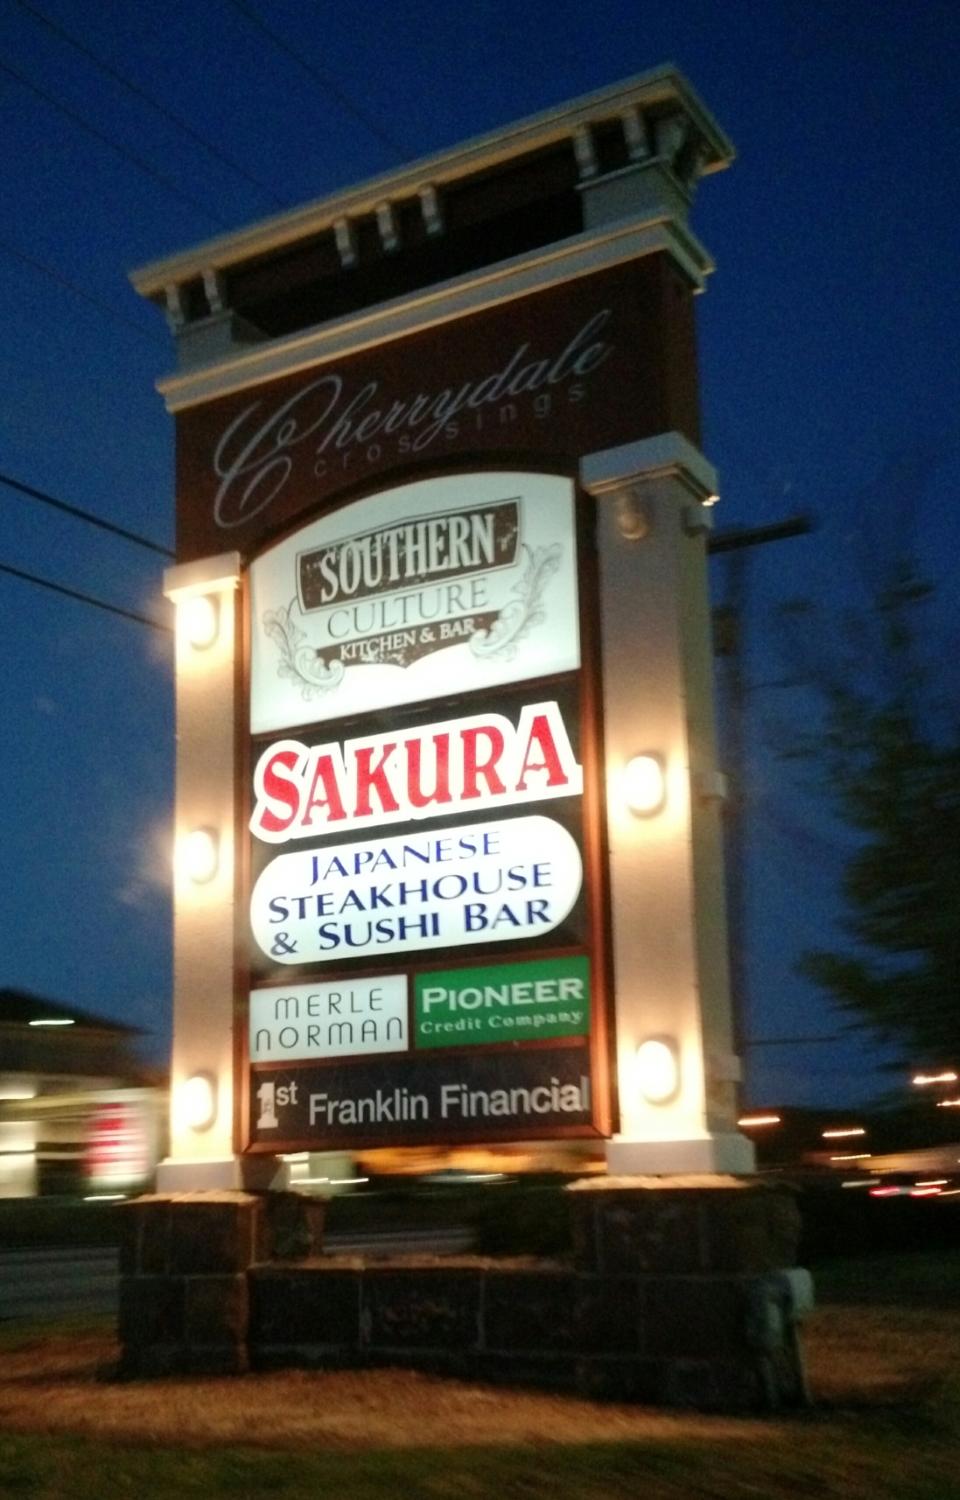 Cherrydale
crossings
SOUTHERN
CULTURE
KITCHEN & BAR
SAKURA
JAPANESE
STEAKHOUSE
& SUSHI BAR
MERLE
NORMAN
PIONEER
Credit Company
1st Franklin Financial